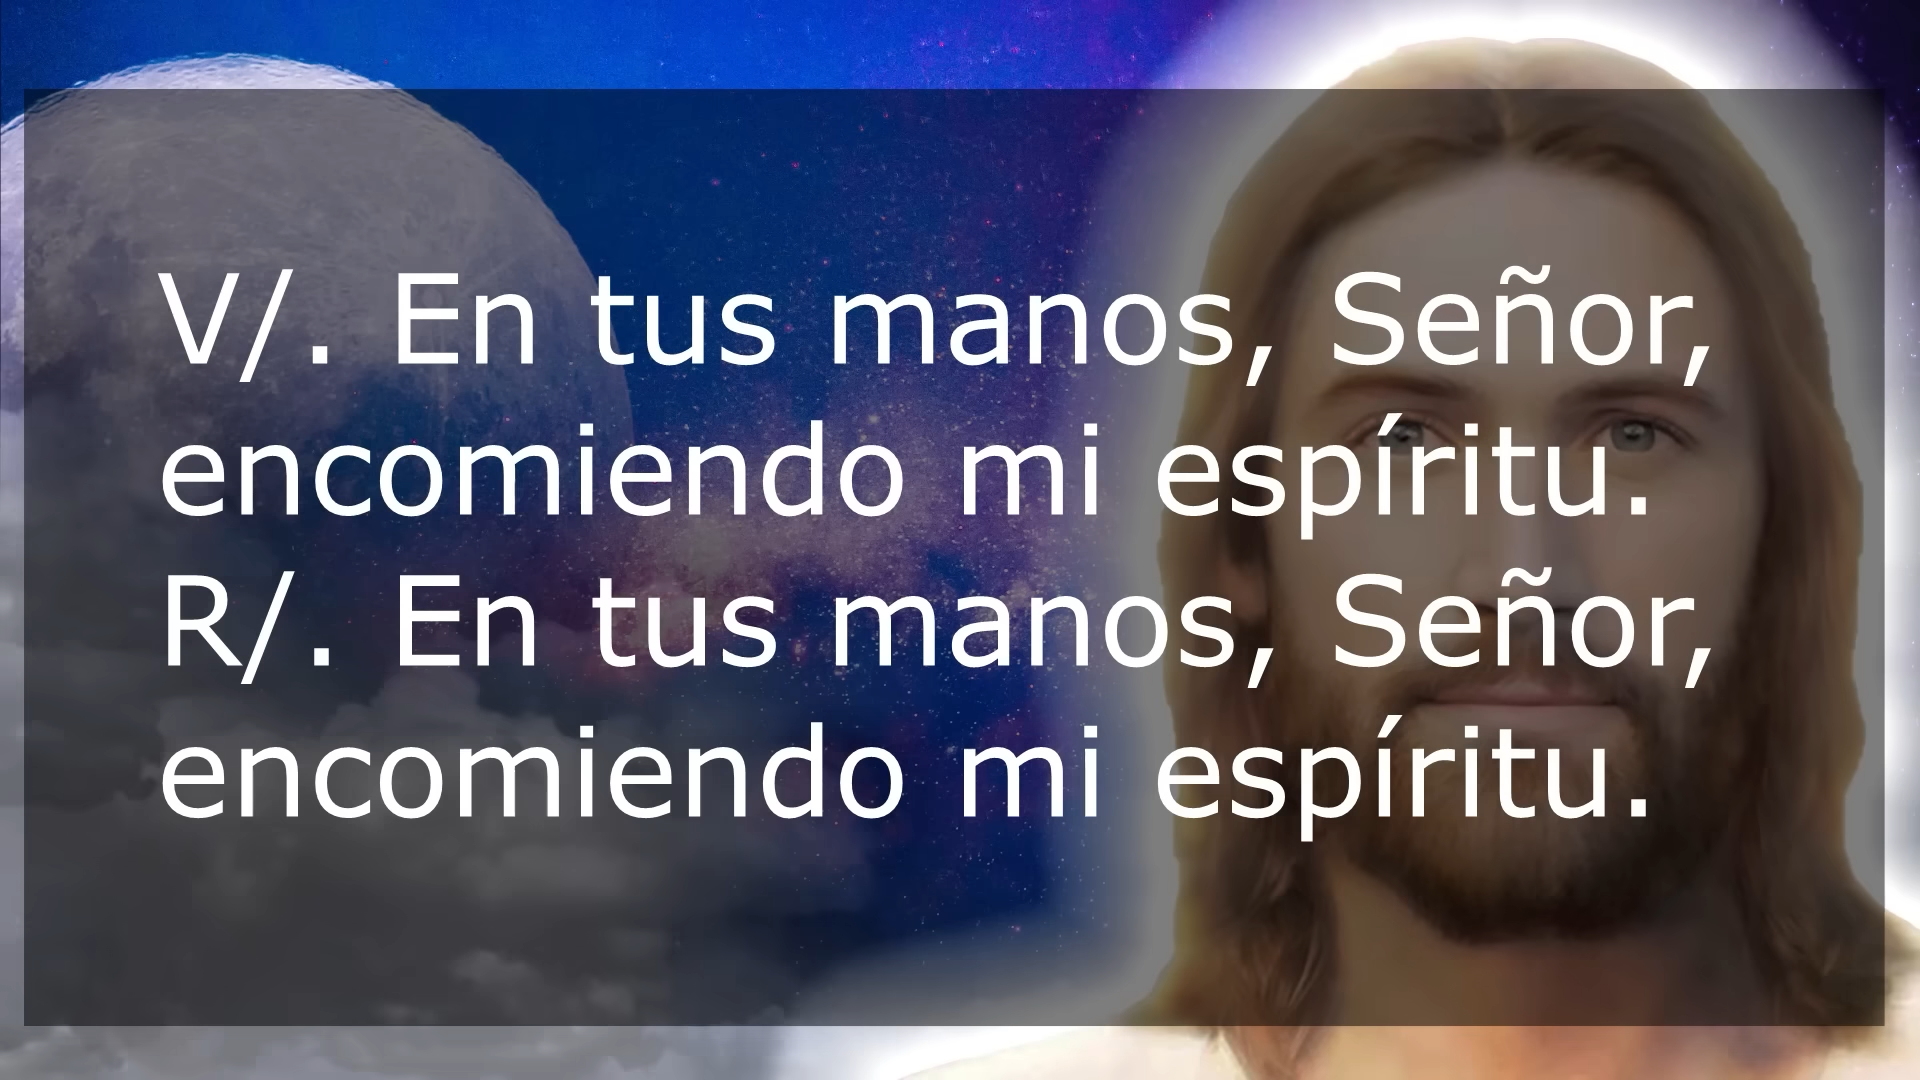 V/. En tus manos, Señor,
encomiendo mi espíritu.
R/. En tus manos, Señor,
encomiendo mi espíritu.